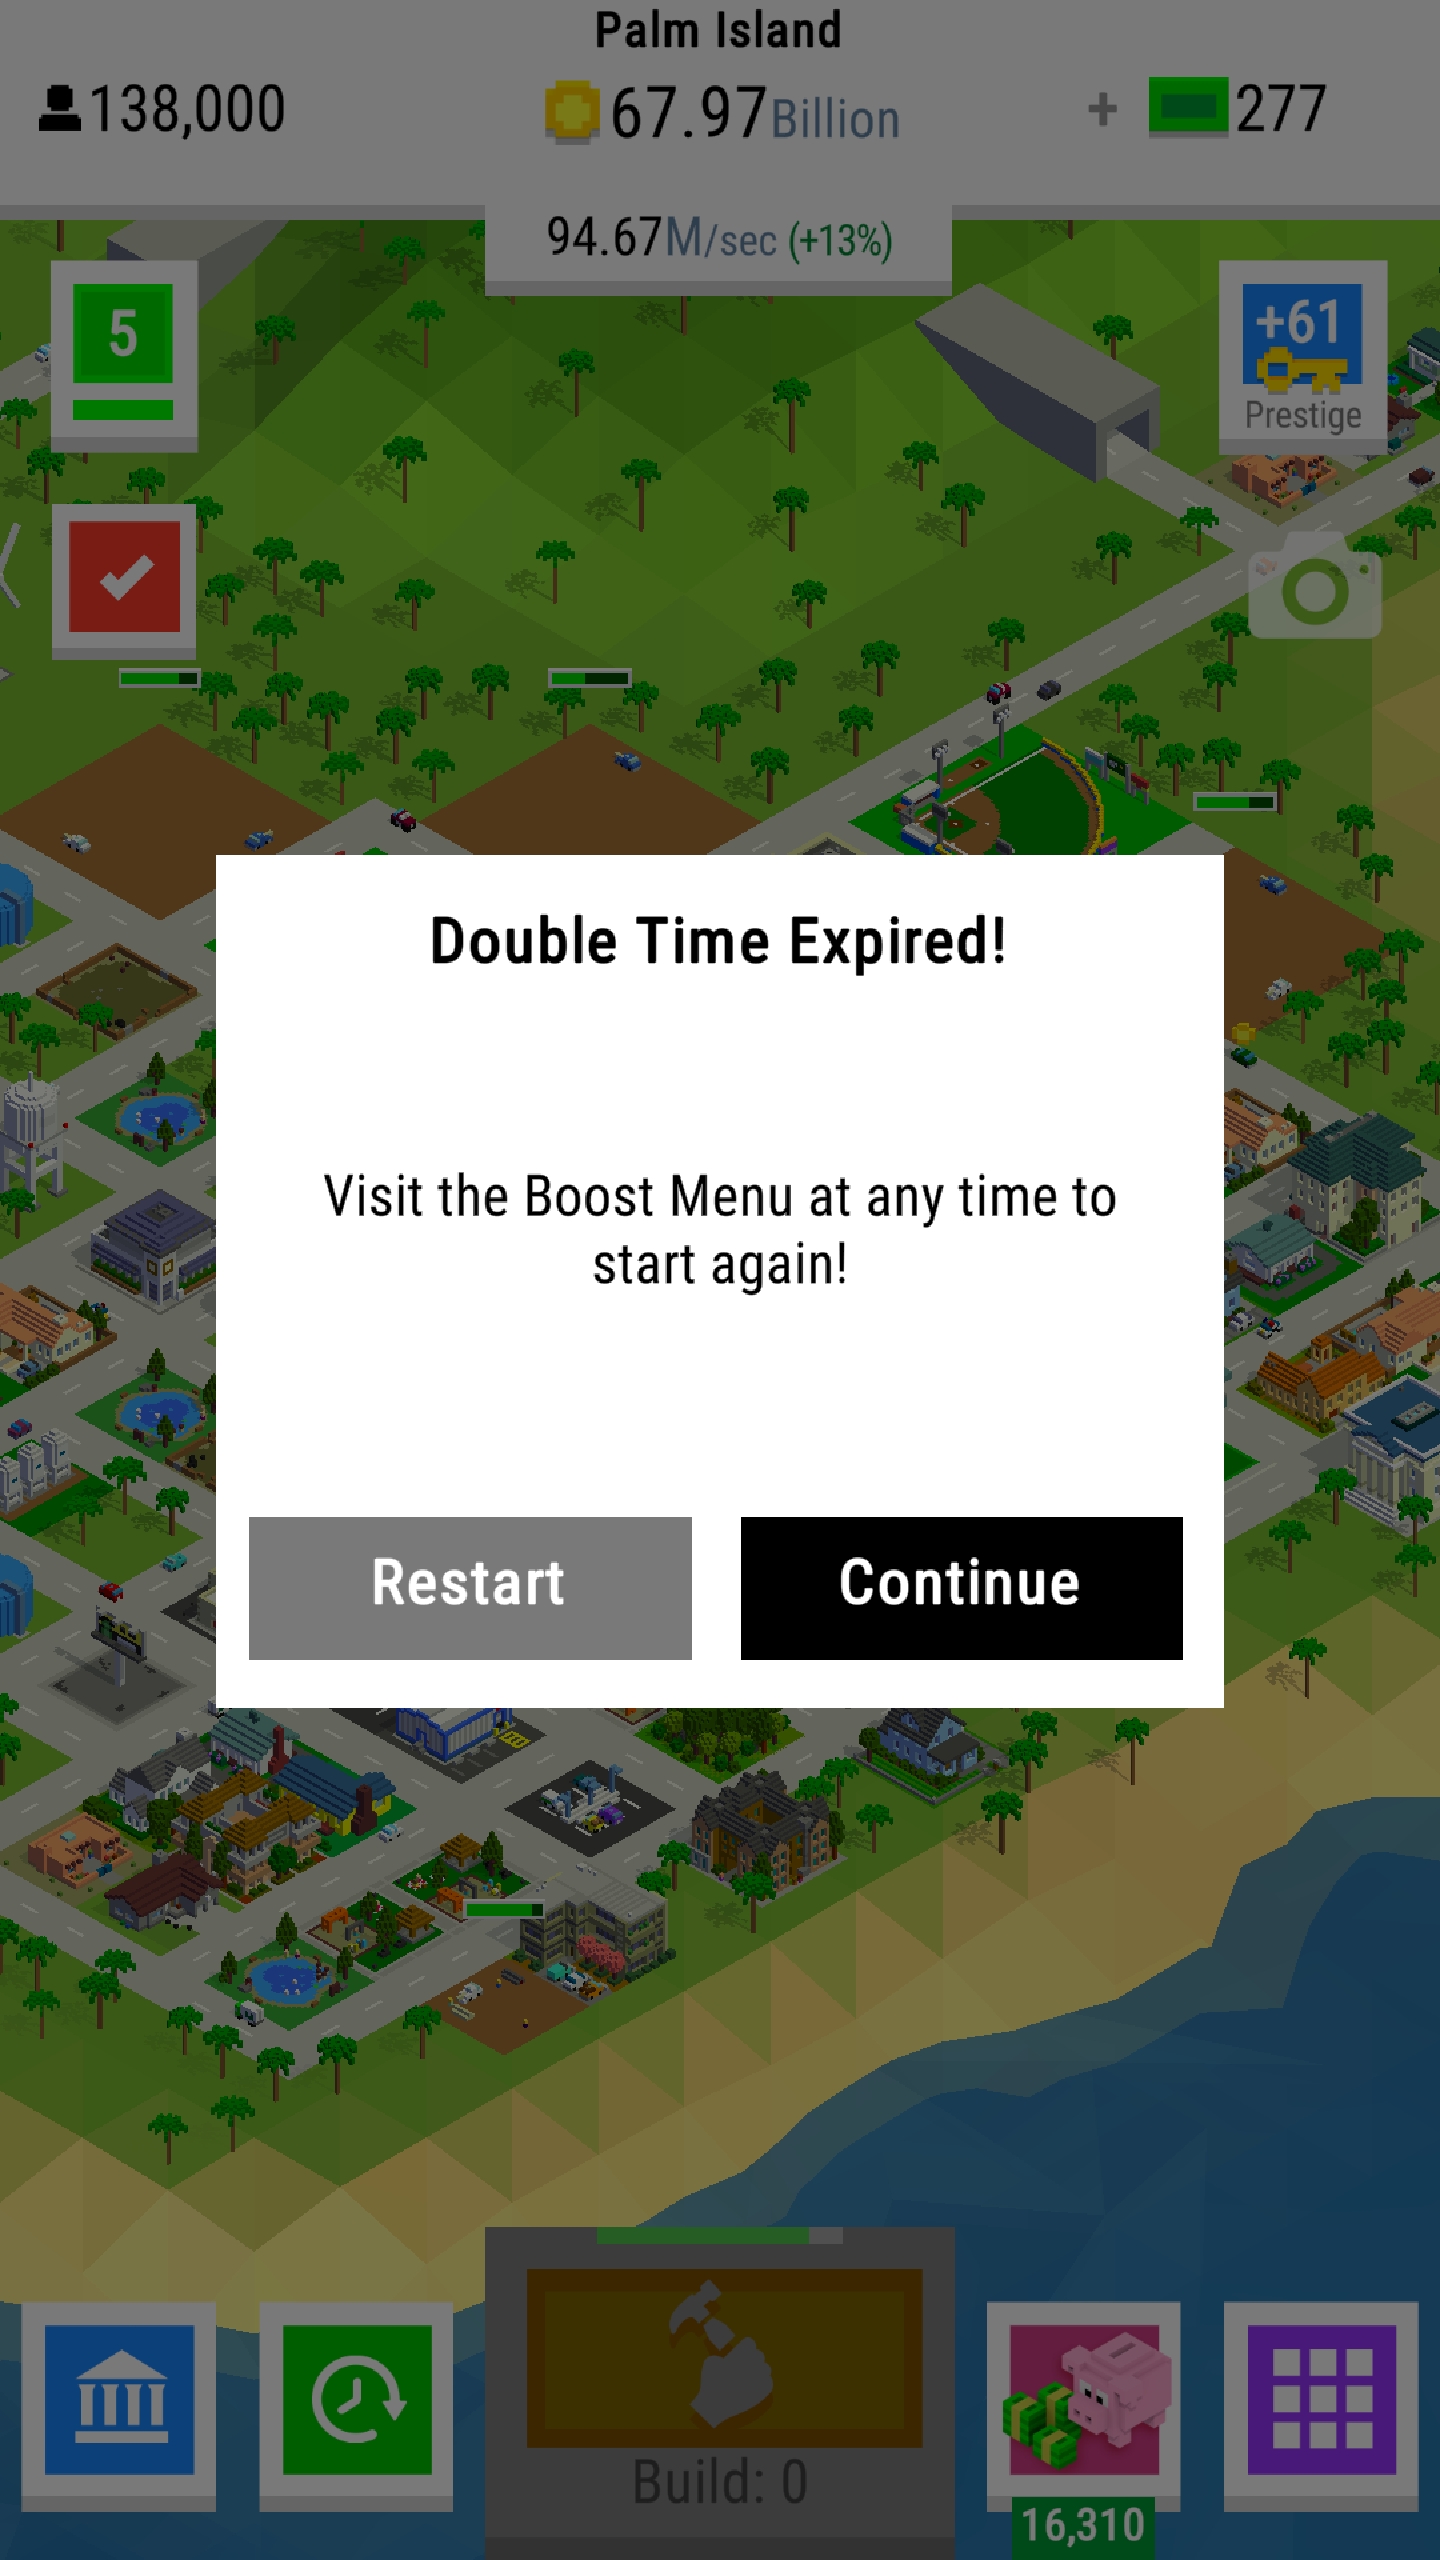 Palm Island
138,000
67.97Billion
+ 277
94.67M/sec (+13%)
5
+61
Prestige
Double Time Expired!
Visit the Boost Menu at any time to
start again!
Restart
Continue
Build: 0
16,310